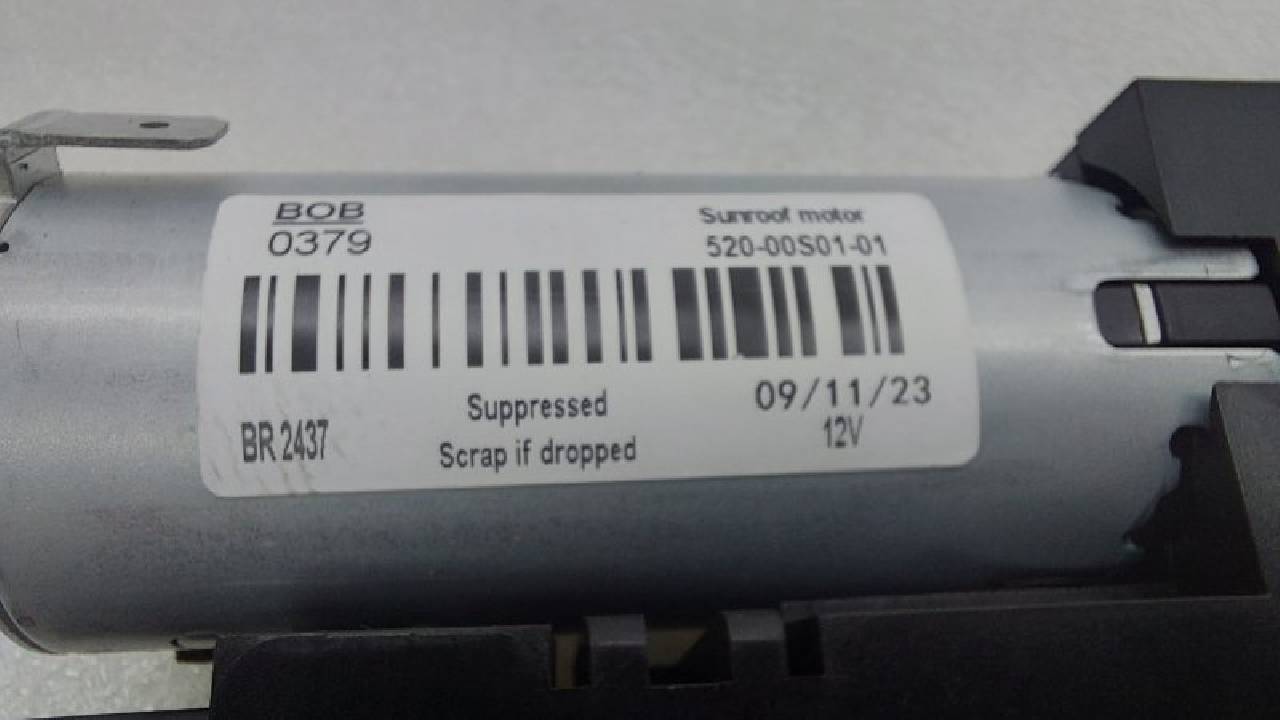 BOB
0379
Sunroof motor
520-00S01-01
Suppressed
Scrap if dropped
BR 2437
09/11/23
12V